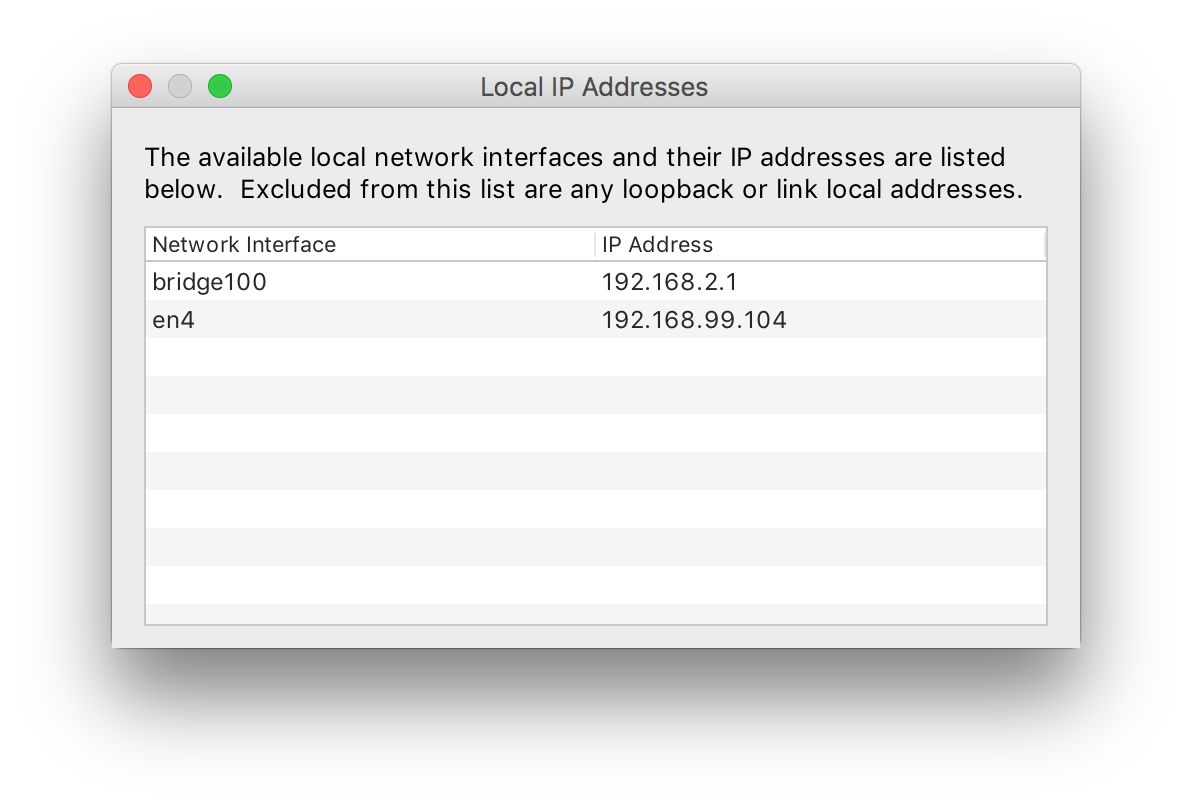 Local IP Addresses
The available local network interfaces and their IP addresses are listed
below.  Excluded from this list are any loopback or link local addresses.
Network Interface IP Address
bridge100 192.168.2.1
en4 192.168.99.104